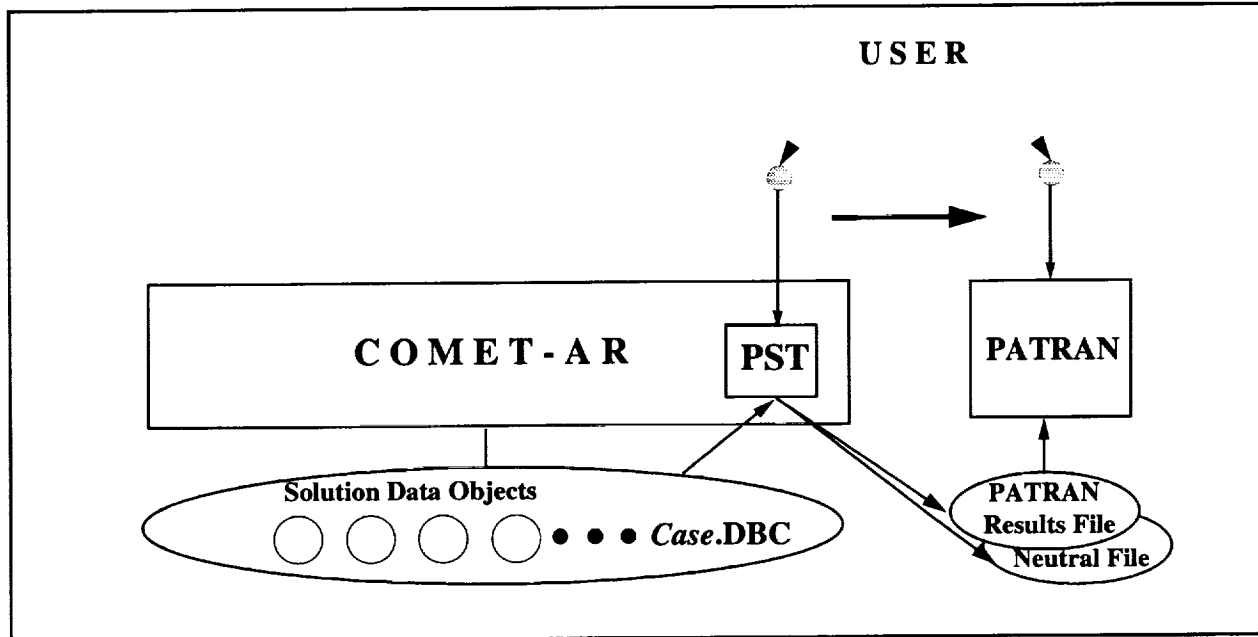 USER
COMET-AR
PST
PATRAN
Solution Data Objects
Case.DBC
PATRAN
Results File
Neutral File